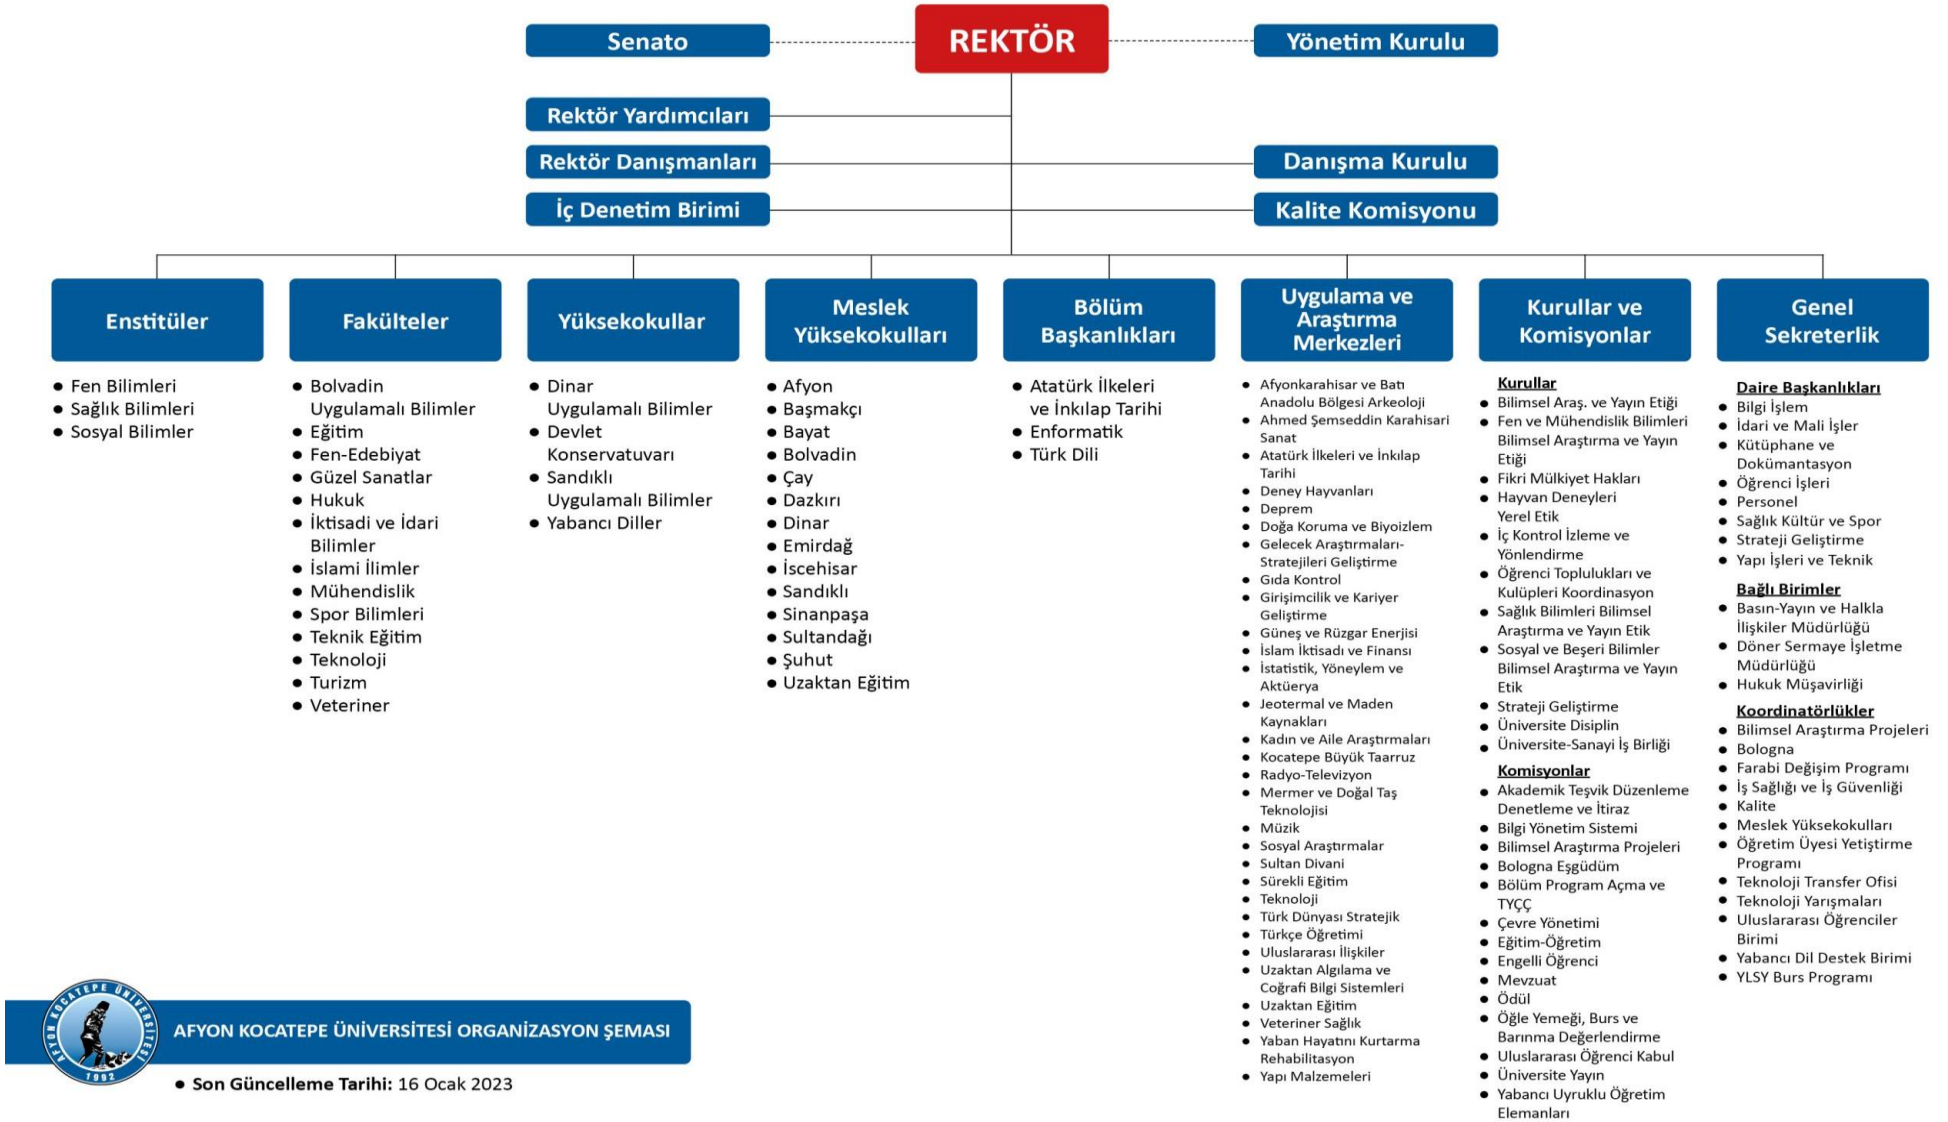 Senato
REKTÖR
Yönetim Kurulu
Rektör Yardımcıları
Rektör Danışmanları
Danışma Kurulu
İç Denetim Birimi
Kalite Komisyonu
Enstitüler
● Fen Bilimleri
● Sağlık Bilimleri
● Sosyal Bilimler
Fakülteler
● Bolvadin
Uygulamalı Bilimler
● Eğitim
● Fen-Edebiyat
● Güzel Sanatlar
● Hukuk
● İktisadi ve İdari
Bilimler
● İslami İlimler
● Mühendislik
● Spor Bilimleri
● Teknik Eğitim
● Teknoloji
● Turizm
● Veteriner
Yüksekokullar
● Dinar
Uygulamalı Bilimler
● Devlet
Konservatuvarı
● Sandıklı
Uygulamalı Bilimler
● Yabancı Diller
Meslek
Yüksekokulları
● Afyon
● Başmakçı
● Bayat
● Bolvadin
● Çay
● Dazkırı
● Dinar
● Emirdağ
● İscehisar
● Sandıklı
● Sinanpaşa
● Sultandağı
● Şuhut
● Uzaktan Eğitim
Bölüm
Başkanlıkları
● Atatürk İlkeleri
ve İnkılap Tarihi
● Enformatik
● Türk Dili
Uygulama ve
Araştırma
Merkezleri
● Afyonkarahisar ve Batı
Anadolu Bölgesi Arkeoloji
● Ahmed Şemseddin Karahisari
Sanat
● Atatürk İlkeleri ve İnkılap
Tarihi
● Deney Hayvanları
● Deprem
● Doğa Koruma ve Biyoizlem
● Gelecek Araştırmaları-
Stratejileri Geliştirme
● Gıda Kontrol
● Girişimcilik ve Kariyer
Geliştirme
● Güneş ve Rüzgar Enerjisi
● İslam İktisadı ve Finansı
● İstatistik, Yöneylem ve
Aktüerya
● Jeotermal ve Maden
Kaynakları
● Kadın ve Aile Araştırmaları
● Kocatepe Büyük Taarruz
● Radyo-Televizyon
● Mermer ve Doğal Taş
Teknolojisi
● Müzik
● Sosyal Araştırmalar
● Sultan Divani
● Sürekli Eğitim
● Teknoloji
● Türk Dünyası Stratejik
● Türkçe Öğretimi
● Uluslararası İlişkiler
● Uzaktan Algılama ve
Coğrafi Bilgi Sistemleri
● Uzaktan Eğitim
● Veteriner Sağlık
● Yaban Hayatını Kurtarma
Rehabilitasyon
● Yapı Malzemeleri
Kurullar ve
Komisyonlar
Kurullar
● Bilimsel Araş. ve Yayın Etiği
● Fen ve Mühendislik Bilimleri
Bilimsel Araştırma ve Yayın
Etiği
● Fikri Mülkiyet Hakları
● Hayvan Deneyleri
Yerel Etik
● İç Kontrol İzleme ve
Yönlendirme
● Öğrenci Toplulukları ve
Kulüpleri Koordinasyon
● Sağlık Bilimleri Bilimsel
Araştırma ve Yayın Etik
● Sosyal ve Beşeri Bilimler
Bilimsel Araştırma ve Yayın
Etik
● Strateji Geliştirme
● Üniversite Disiplin
● Üniversite-Sanayi İş Birliği
Komisyonlar
● Akademik Teşvik Düzenleme
Denetleme ve İtiraz
● Bilgi Yönetim Sistemi
● Bilimsel Araştırma Projeleri
● Bologna Eşgüdüm
● Bölüm Program Açma ve
TYÇÇ
● Çevre Yönetimi
● Eğitim-Öğretim
● Engelli Öğrenci
● Mevzuat
● Ödül
● Öğle Yemeği, Burs ve
Barınma Değerlendirme
● Uluslararası Öğrenci Kabul
● Üniversite Yayın
● Yabancı Uyruklu Öğretim
Elemanları
Genel
Sekreterlik
Daire Başkanlıkları
● Bilgi İşlem
● İdari ve Mali İşler
● Kütüphane ve
Dokümantasyon
● Öğrenci İşleri
● Personel
● Sağlık Kültür ve Spor
● Strateji Geliştirme
● Yapı İşleri ve Teknik
Bağlı Birimler
● Basın-Yayın ve Halkla
İlişkiler Müdürlüğü
● Döner Sermaye İşletme
Müdürlüğü
● Hukuk Müşavirliği
Koordinatörlükler
● Bilimsel Araştırma Projeleri
● Bologna
● Farabi Değişim Programı
● İş Sağlığı ve İş Güvenliği
● Kalite
● Meslek Yüksekokulları
● Öğretim Üyesi Yetiştirme
Programı
● Teknoloji Transfer Ofisi
● Teknoloji Yarışmaları
● Uluslararası Öğrenciler
Birimi
● Yabancı Dil Destek Birimi
● YLSY Burs Programı
AFYON KOCATEPE ÜNİVERSİTESİ
1992
AFYON KOCATEPE ÜNİVERSİTESİ ORGANİZASYON ŞEMASI
● Son Güncelleme Tarihi: 16 Ocak 2023